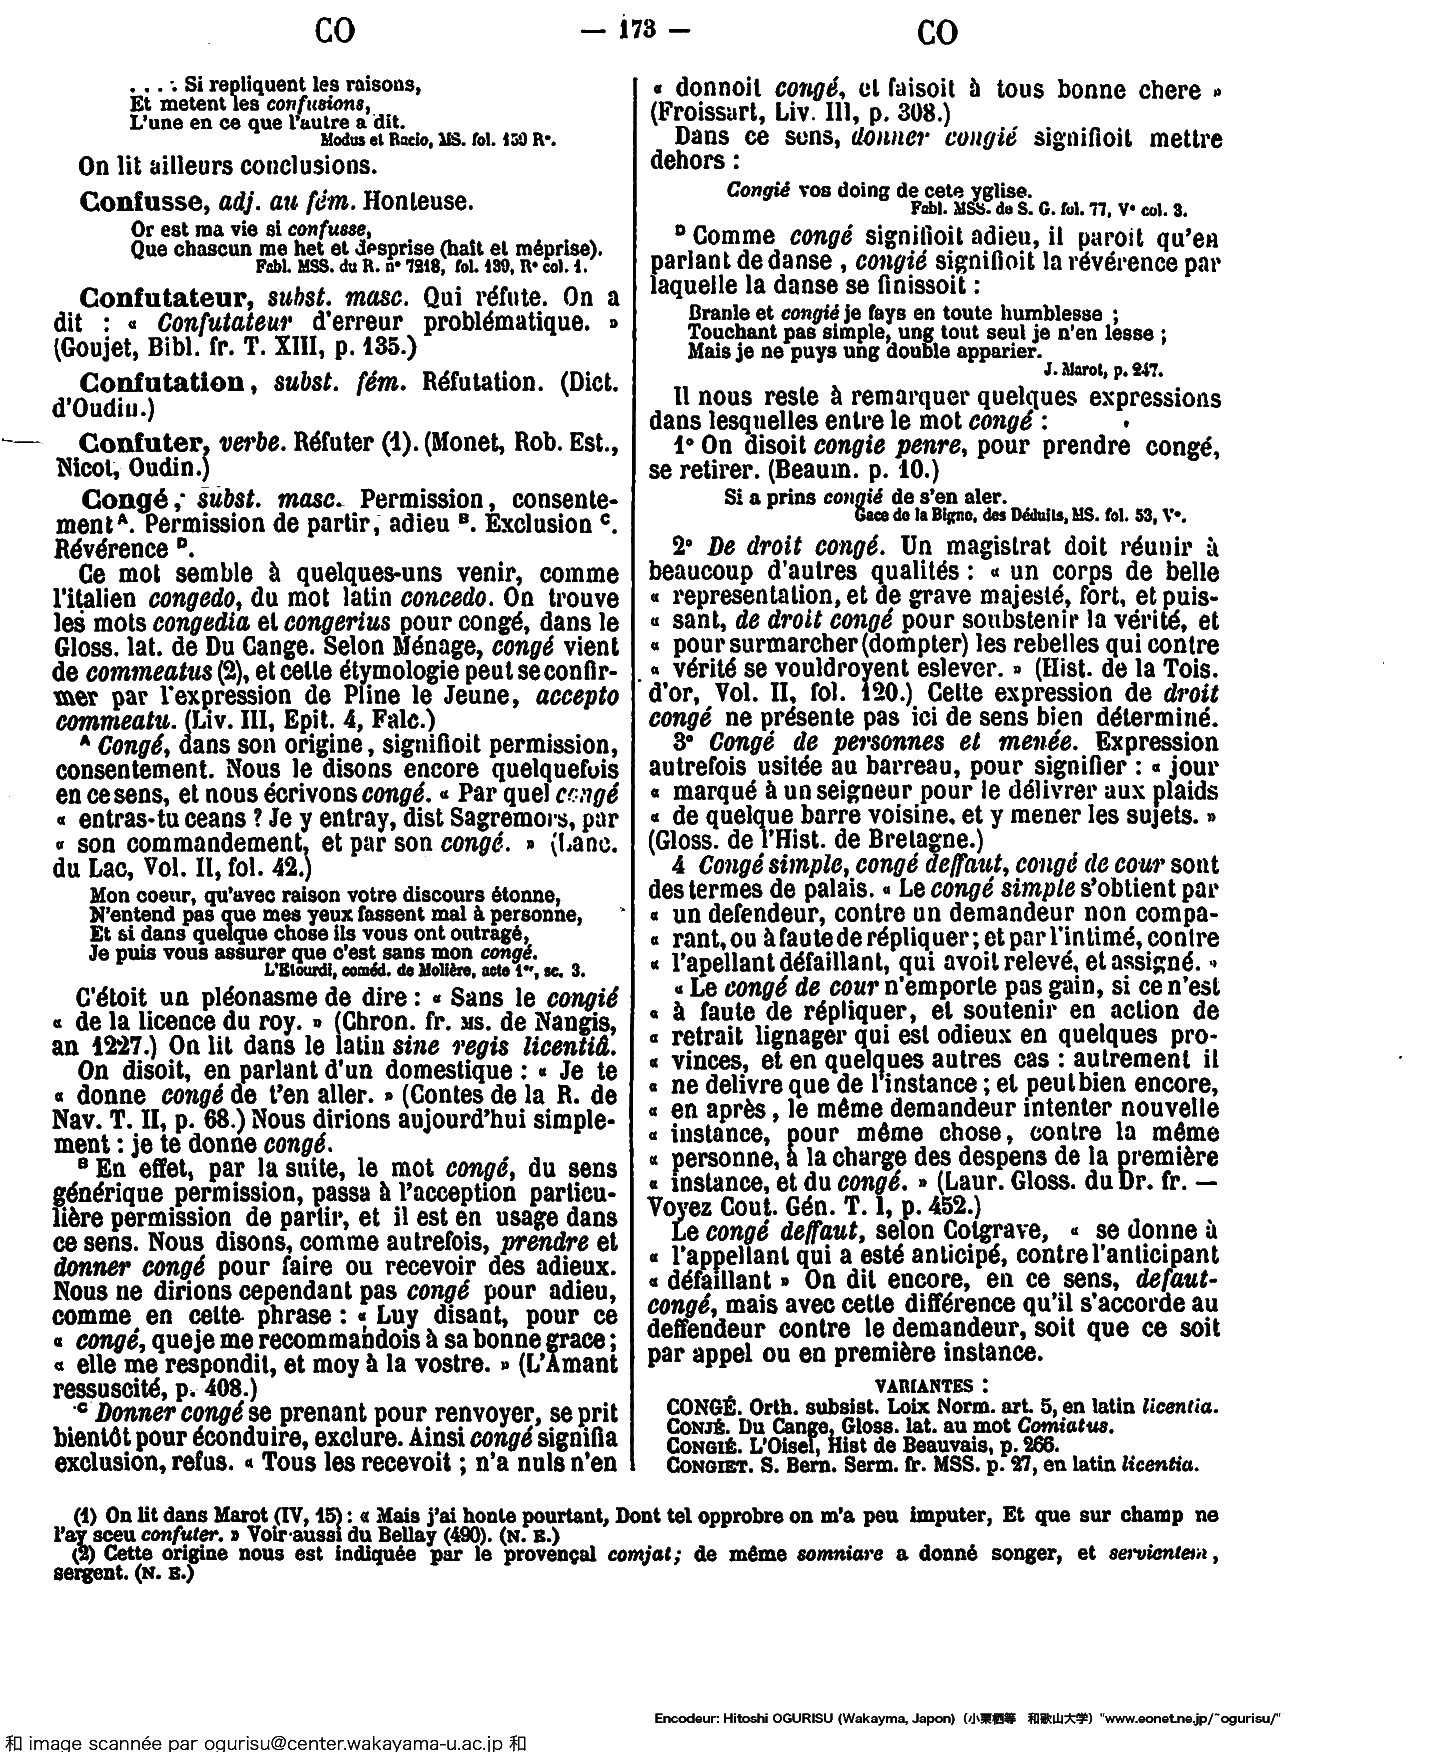 CO — 173 — CO
. . . . Si repliquent les raisons,
Et metent les confusions,
L'une en ce que l'autre a dit.
Modus et Racio, MS. fol. 130 R°.
On lit ailleurs conclusions.
Confusse, adj. au fém. Honteuse.
Or est ma vie si confusse,
Que chascun me het et desprise (hait et méprise).
Fabl. MSS. du R. n° 7218, fol. 139, R° col. 1.
Confutateur, subst. masc. Qui réfute. On a
dit : « Confutateur d'erreur problématique. »
(Goujet, Bibl. fr. T. XIII, p. 135.)
Confutation, subst. fém. Réfutation. (Dict.
d'Oudin.)
Confuter, verbe. Réfuter (1). (Monet, Rob. Est.,
Nicot, Oudin.)
Congé, subst. masc. Permission, consente-
ment A. Permission de partir, adieu B. Exclusion C.
Révérence D.
Ce mot semble à quelques-uns venir, comme
l'italien congedo, du mot latin concedo. On trouve
les mots congedia et congerius pour congé, dans le
Gloss. lat. de Du Cange. Selon Ménage, congé vient
de commeatus (2), et cette étymologie peut se confir-
mer par l'expression de Pline le Jeune, accepto
commeatu. (Liv. III, Epit. 4, Falc.)
A Congé, dans son origine, signifioit permission,
consentement. Nous le disons encore quelquefois
en ce sens, et nous écrivons congé. « Par quel congé
« entras-tu ceans ? Je y entray, dist Sagremors, par
« son commandement, et par son congé. » (Lanc.
du Lac, Vol. II, fol. 42.)
Mon coeur, qu'avec raison votre discours étonne,
N'entend pas que mes yeux fassent mal à personne,
Et si dans quelque chose ils vous ont outragé,
Je puis vous assurer que c'est sans mon congé.
L'Etourdi, coméd. de Molière, acte 1er, sc. 3.
C'étoit un pléonasme de dire : « Sans le congié
« de la licence du roy. » (Chron. fr. MS. de Nangis,
an 1227.) On lit dans le latin sine regis licentiâ.
On disoit, en parlant d'un domestique : « Je te
« donne congé de t'en aller. » (Contes de la R. de
Nav. T. II, p. 68.) Nous dirions aujourd'hui simple-
ment : je te donne congé.
B En effet, par la suite, le mot congé, du sens
générique permission, passa à l'acception particu-
lière permission de partir, et il est en usage dans
ce sens. Nous disons, comme autrefois, prendre et
donner congé pour faire ou recevoir des adieux.
Nous ne dirions cependant pas congé pour adieu,
comme en cette phrase : « Luy disant, pour ce
« congé, que je me recommandois à sa bonne grace ;
« elle me respondit, et moy à la vostre. » (L'Amant
ressuscité, p. 408.)
C Donner congé se prenant pour renvoyer, se prit
bientôt pour éconduire, exclure. Ainsi congé signifia
exclusion, refus. « Tous les recevoit ; n'a nuls n'en
« donnoit congé, et faisoit à tous bonne chere »
(Froissart, Liv. III, p. 308.)
Dans ce sens, donner congié signifioit mettre
dehors :
Congié vos doing de cete yglise.
Fabl. MSS. de S. G. fol. 77, V° col. 3.
D Comme congé signifioit adieu, il paroit qu'en
parlant de danse, congié signifioit la révérence par
laquelle la danse se finissoit :
Branle et congié je fays en toute humblesse ;
Touchant pas simple, ung tout seul je n'en lesse ;
Mais je ne puys ung double apparier.
J. Marot, p. 247.
Il nous reste à remarquer quelques expressions
dans lesquelles entre le mot congé :
1° On disoit congie penre, pour prendre congé,
se retirer. (Beaum. p. 10.)
Si a prins congié de s'en aler.
Gace de la Bigne, des Déduits, MS. fol. 53, V°.
2° De droit congé. Un magistrat doit réunir à
beaucoup d'autres qualités : « un corps de belle
« representation, et de grave majesté, fort, et puis-
« sant, de droit congé pour soubstenir la vérité, et
« pour surmarcher (dompter) les rebelles qui contre
« vérité se vouldroyent eslever. » (Hist. de la Tois.
d'or, Vol. II, fol. 120.) Cette expression de droit
congé ne présente pas ici de sens bien déterminé.
3° Congé de personnes et menée. Expression
autrefois usitée au barreau, pour signifier : « jour
« marqué à un seigneur pour le délivrer aux plaids
« de quelque barre voisine, et y mener les sujets. »
(Gloss. de l'Hist. de Bretagne.)
4 Congé simple, congé deffaut, congé de cour sont
des termes de palais. « Le congé simple s'obtient par
« un defendeur, contre un demandeur non compa-
« rant, ou à faute de répliquer ; et par l'intimé, contre
« l'apellant défaillant, qui avoit relevé, et assigné. »
« Le congé de cour n'emporte pas gain, si ce n'est
« à faute de répliquer, et soutenir en action de
« retrait lignager qui est odieux en quelques pro-
« vinces, et en quelques autres cas : autrement il
« ne delivre que de l'instance ; et peut bien encore,
« en après, le même demandeur intenter nouvelle
« instance, pour même chose, contre la même
« personne, à la charge des despens de la première
« instance, et du congé. » (Laur. Gloss. du Dr. fr. —
Voyez Cout. Gén. T. I, p. 452.)
Le congé deffaut, selon Cotgrave, « se donne à
« l'appellant qui a esté anticipé, contre l'anticipant
« défaillant » On dit encore, en ce sens, defaut-
congé, mais avec cette différence qu'il s'accorde au
deffendeur contre le demandeur, soit que ce soit
par appel ou en première instance.
VARIANTES :
CONGÉ. Orth. subsist. Loix Norm. art. 5, en latin licentia.
CONJÉ. Du Cange, Gloss. lat. au mot Comiatus.
CONGIÉ. L'Oisel, Hist de Beauvais, p. 266.
CONGIET. S. Bern. Serm. fr. MSS. p. 27, en latin licentia.
(1) On lit dans Marot (IV, 15) : « Mais j'ai honte pourtant, Dont tel opprobre on m'a peu imputer, Et que sur champ ne
l'ay sceu confuter. » Voir aussi du Bellay (490). (N. E.)
(2) Cette origine nous est indiquée par le provençal comjat ; de même somniare a donné songer, et servientem,
sergent. (N. E.)
Encodeur: Hitoshi OGURISU (Wakayma, Japon) (小栗栖等 和歌山大学) "www.eonet.ne.jp/~ogurisu/"
和 image scannée par ogurisu@center.wakayama-u.ac.jp 和